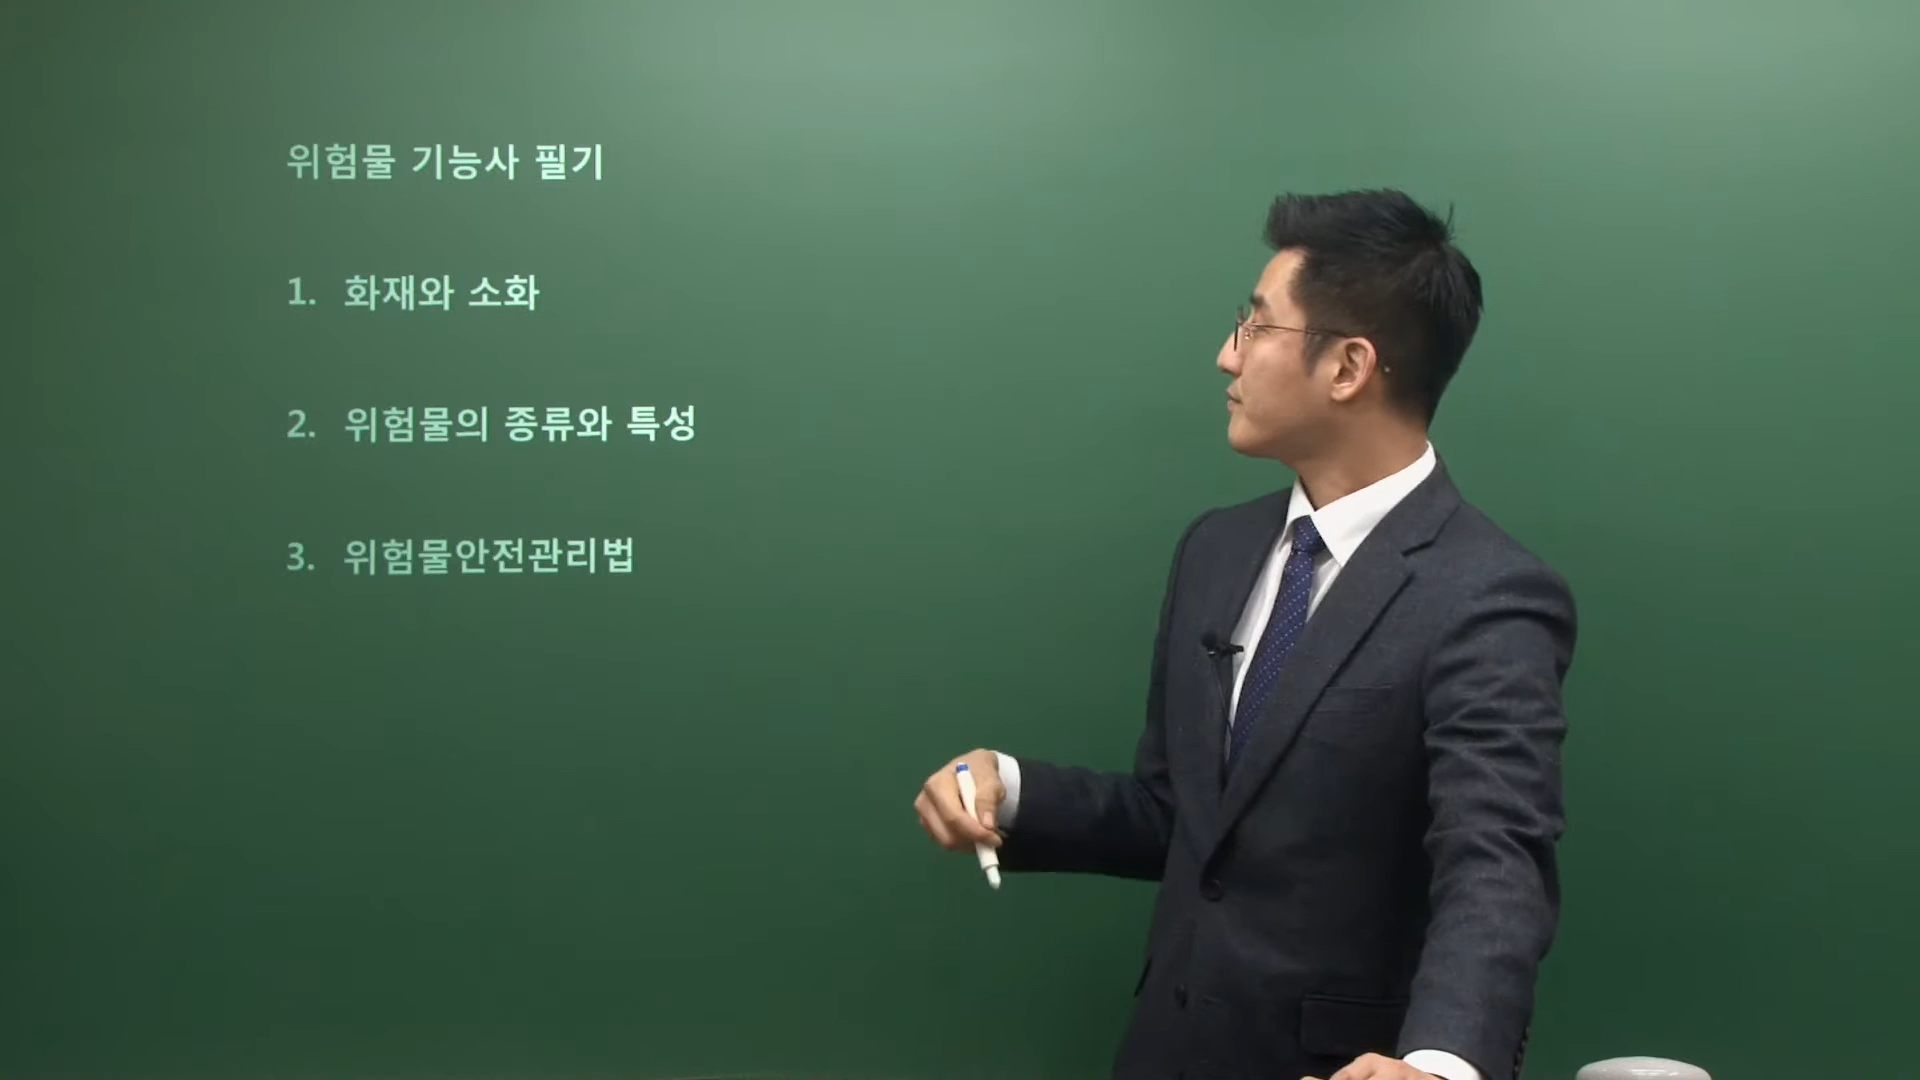 위험물 기능사 필기
1. 화재와 소화
2. 위험물의 종류와 특성
3. 위험물안전관리법